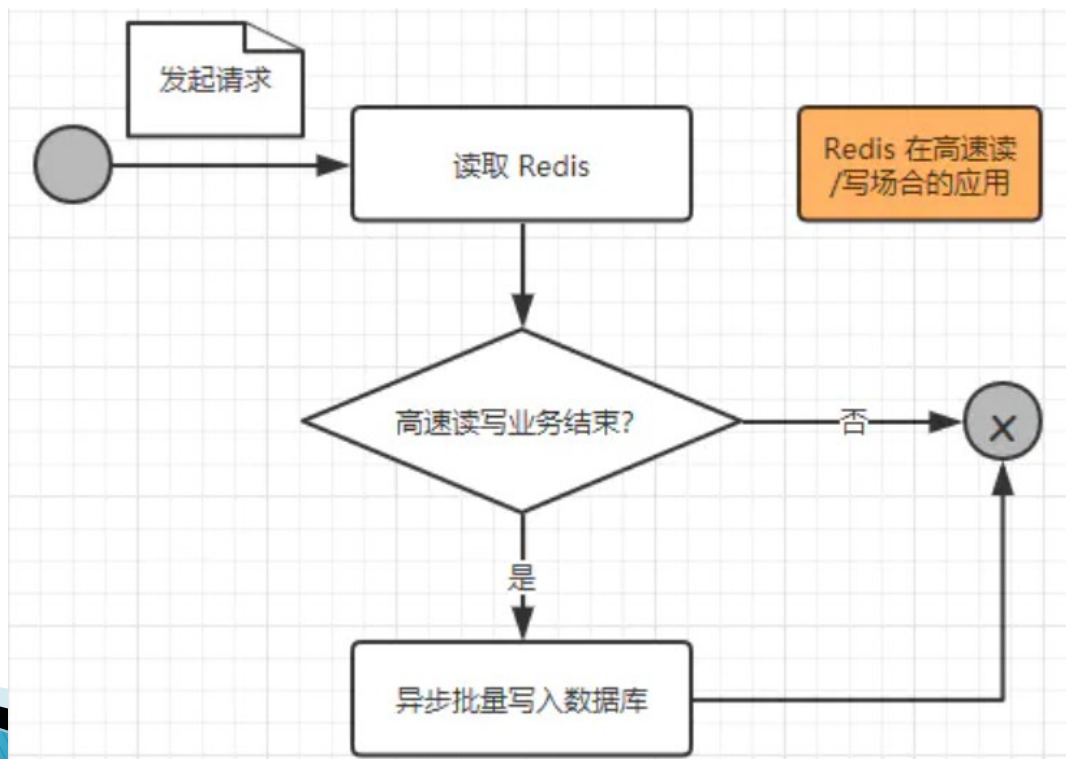 发起请求
读取 Redis
Redis 在高速读
/写场合的应用
高速读写业务结束?
否
×
是
异步批量写入数据库